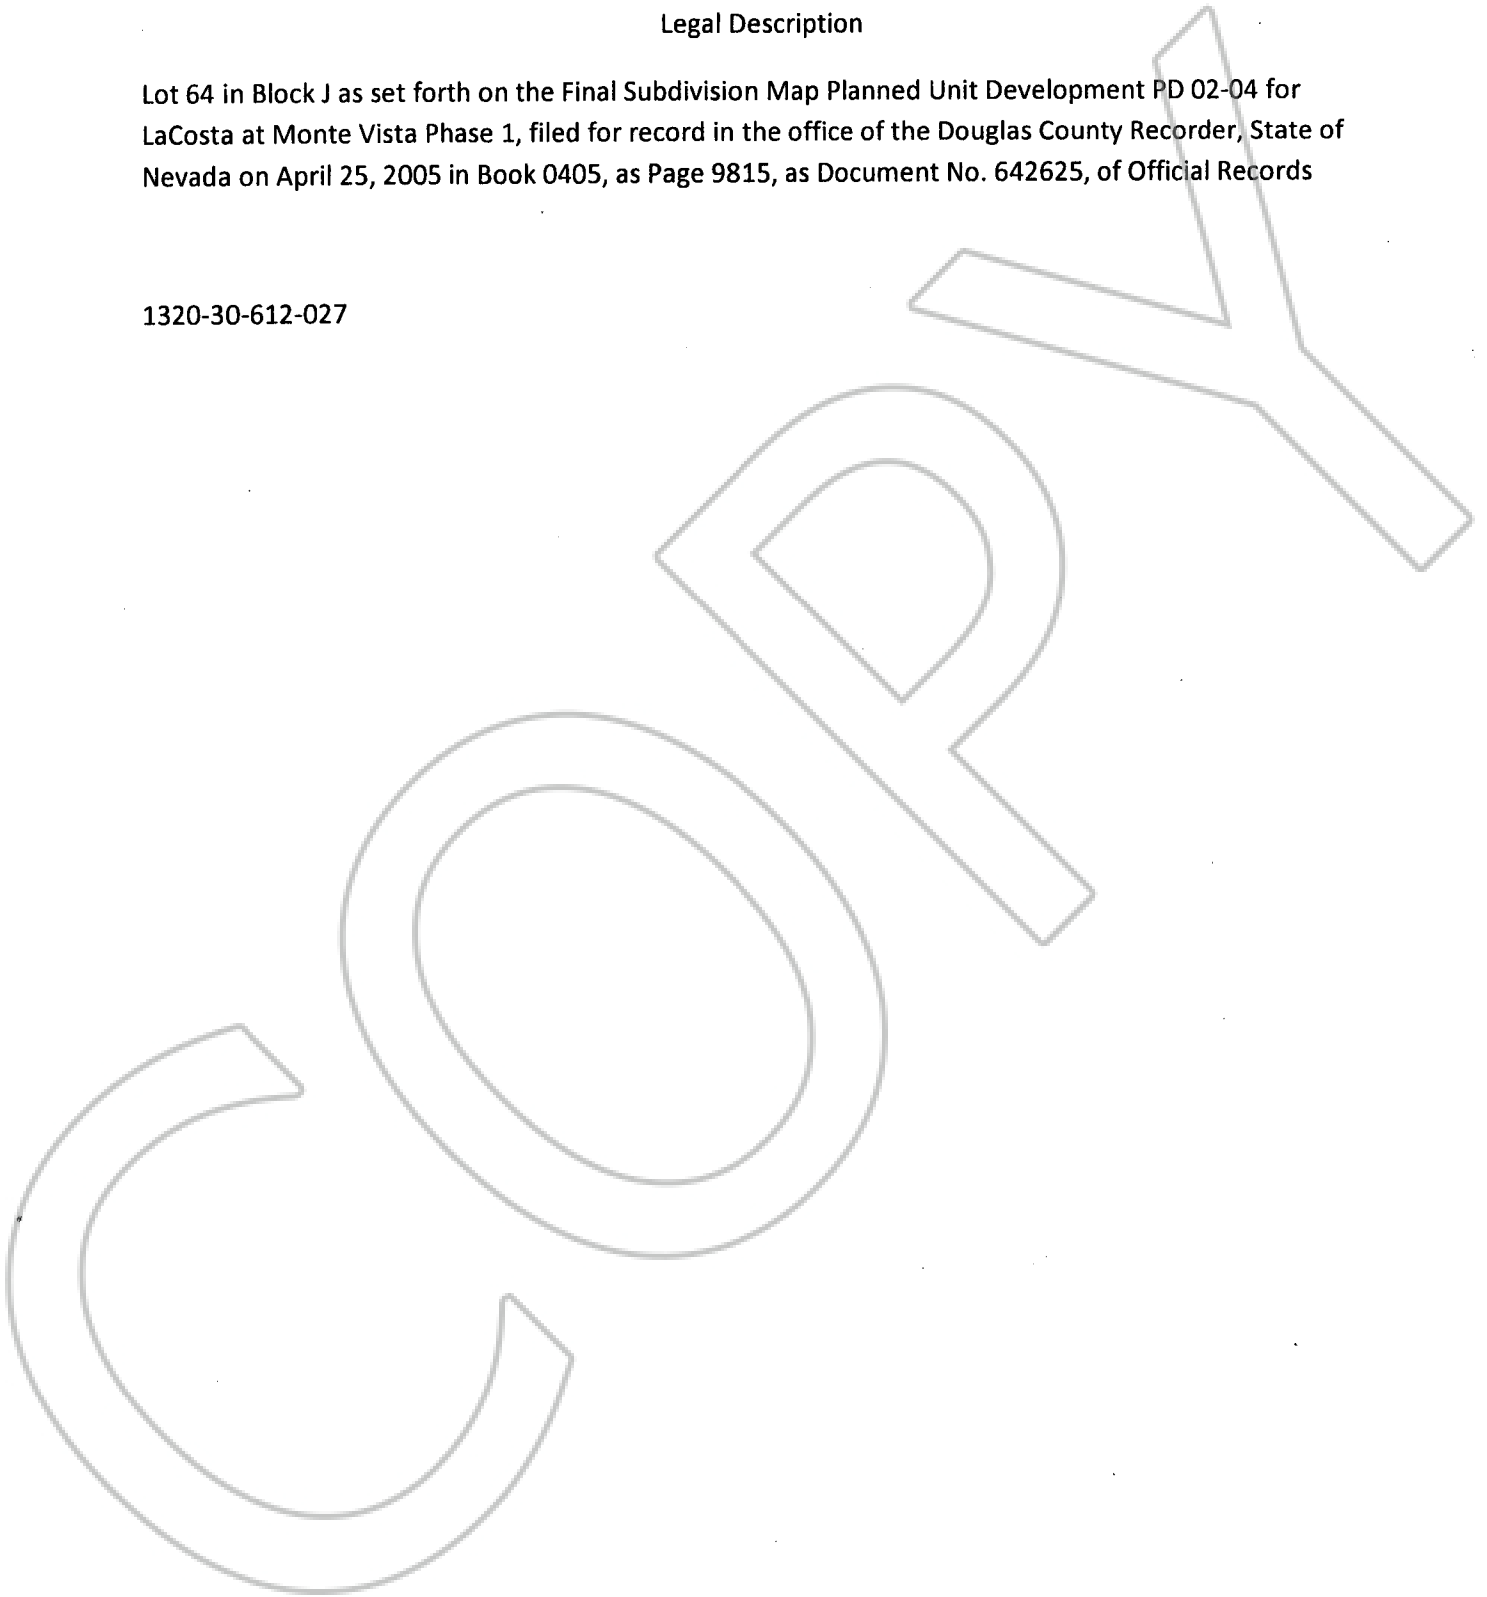 Legal Description
Lot 64 in Block J as set forth on the Final Subdivision Map Planned Unit Development PD 02-04 for
LaCosta at Monte Vista Phase 1, filed for record in the office of the Douglas County Recorder, State of
Nevada on April 25, 2005 in Book 0405, as Page 9815, as Document No. 642625, of Official Records
1320-30-612-027
COPY